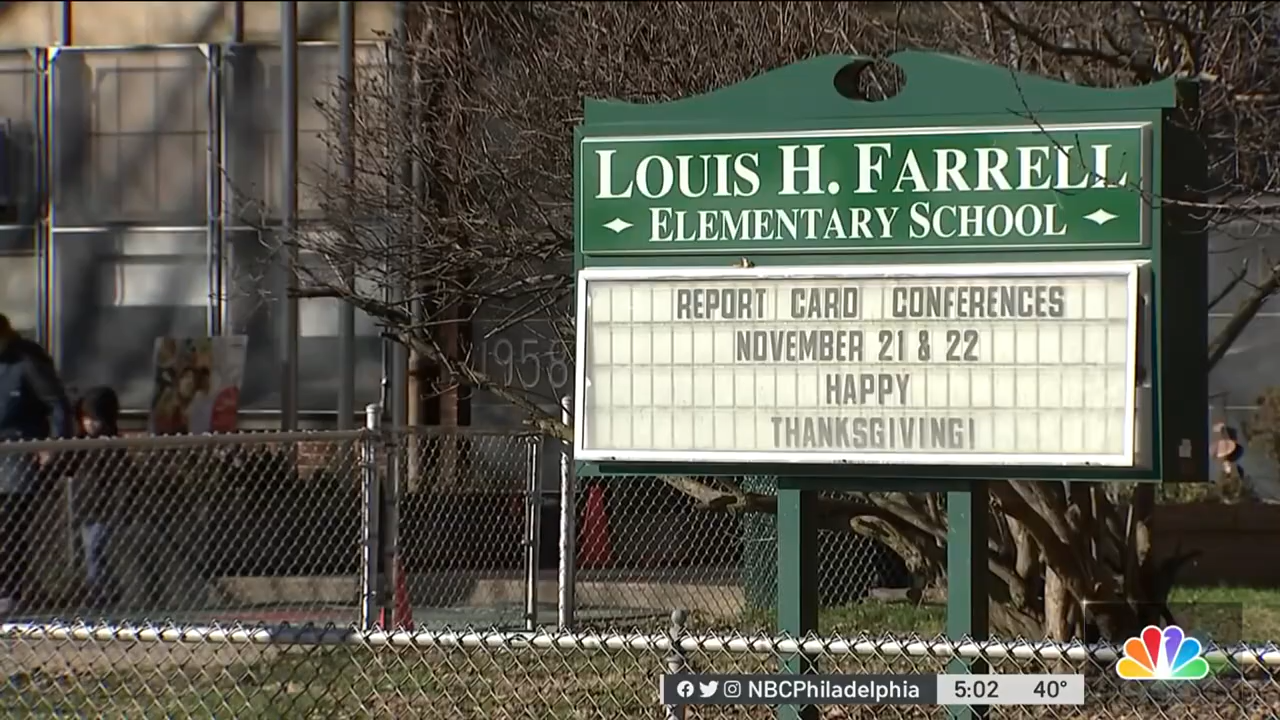 LOUIS H. FARRELL
ELEMENTARY SCHOOL
REPORT CARD CONFERENCES
NOVEMBER 21 & 22
HAPPY
THANKSGIVING!
1958
NBCPhiladelphia 5:02 40°